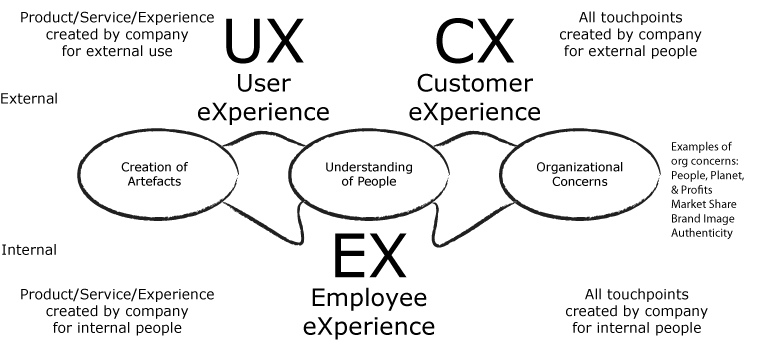 Product/Service/Experience
created by company
for external use
UX
User
eXperience
CX
Customer
eXperience
All touchpoints
created by company
for external people
External
Creation of
Artefacts
Understanding
of People
Organizational
Concerns
Examples of
org concerns:
People, Planet,
& Profits
Market Share
Brand Image
Authenticity
Internal
EX
Employee
eXperience
Product/Service/Experience
created by company
for internal people
All touchpoints
created by company
for internal people